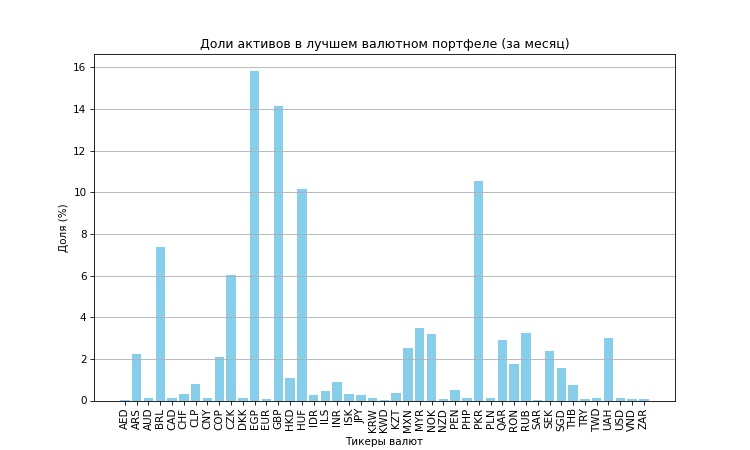 Доли активов в лучшем валютном портфеле (за месяц)
Доля (%)
16
14
12
10
8
6
4
2
0
AED ARS AUD BRL CAD CHF CLP CNY COP CZK DKK EGP EUR GBP HKD HUF IDR ILS INR ISK JPY KRW KWD KZT MXN MYR NOK NZD PEN PHP PKR PLN QAR RON RUB SAR SEK SGD THB TRY TWD UAH USD VND ZAR
Тикеры валют